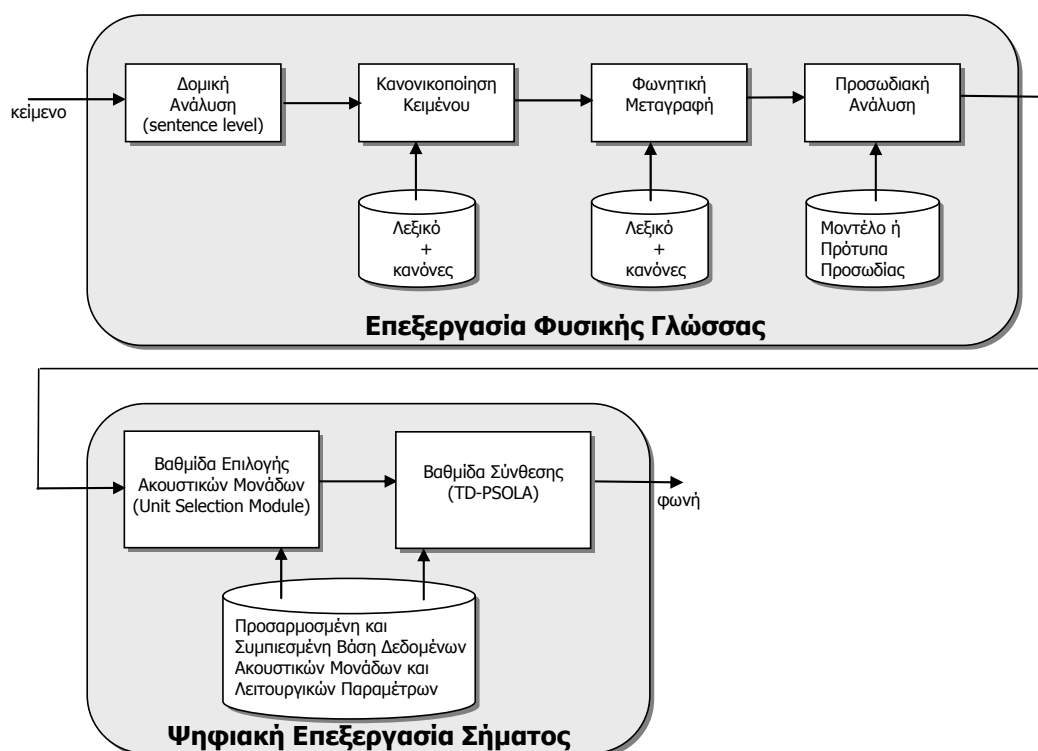 κείμενο
Δομική
Ανάλυση
(sentence level)
Κανονικοποίηση
Κειμένου
Φωνητική
Μεταγραφή
Προσωδιακή
Ανάλυση
Λεξικό
+
κανόνες
Λεξικό
+
κανόνες
Μοντέλο ή
Πρότυπα
Προσωδίας
Επεξεργασία Φυσικής Γλώσσας
Βαθμίδα Επιλογής
Ακουστικών Μονάδων
(Unit Selection Module)
Βαθμίδα Σύνθεσης
(TD-PSOLA)
φωνή
Προσαρμοσμένη και
Συμπιεσμένη Βάση Δεδομένων
Ακουστικών Μονάδων και
Λειτουργικών Παραμέτρων
Ψηφιακή Επεξεργασία Σήματος